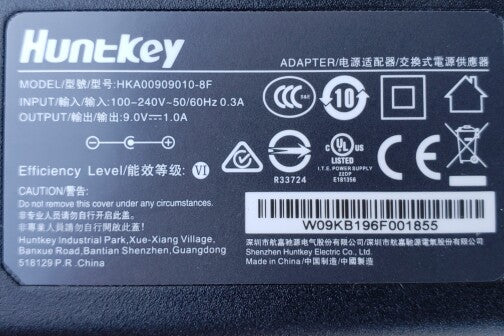 Huntkey
ADAPTER/电源适配器/交換式電源供應器
MODEL/型號/型号:HKA00909010-8F
INPUT/輸入/输入:100-240V~50/60Hz 0.3A
OUTPUT/輸出/输出:9.0V⎓1.0A
10
R33724
UL
LISTED
I.T.E. POWER SUPPLY
22DF
E181356
CE
Efficiency Level/能效等级: VI
CAUTION/警告:
Do not remove this cover under any circumstances.
非专业人员请勿自行开启此盖。
非專業人員請勿自行開啟此蓋!
W09KB196F001855
Huntkey Industrial Park,Xue-Xiang Village,
Banxue Road,Bantian Shenzhen,Guangdong
518129 P.R .China
深圳市航嘉驰源电气股份有限公司/深圳市航嘉馳源電氣股份有限公司
Shenzhen Huntkey Electric Co., Ltd.
Made in China/中国制造/中國製造